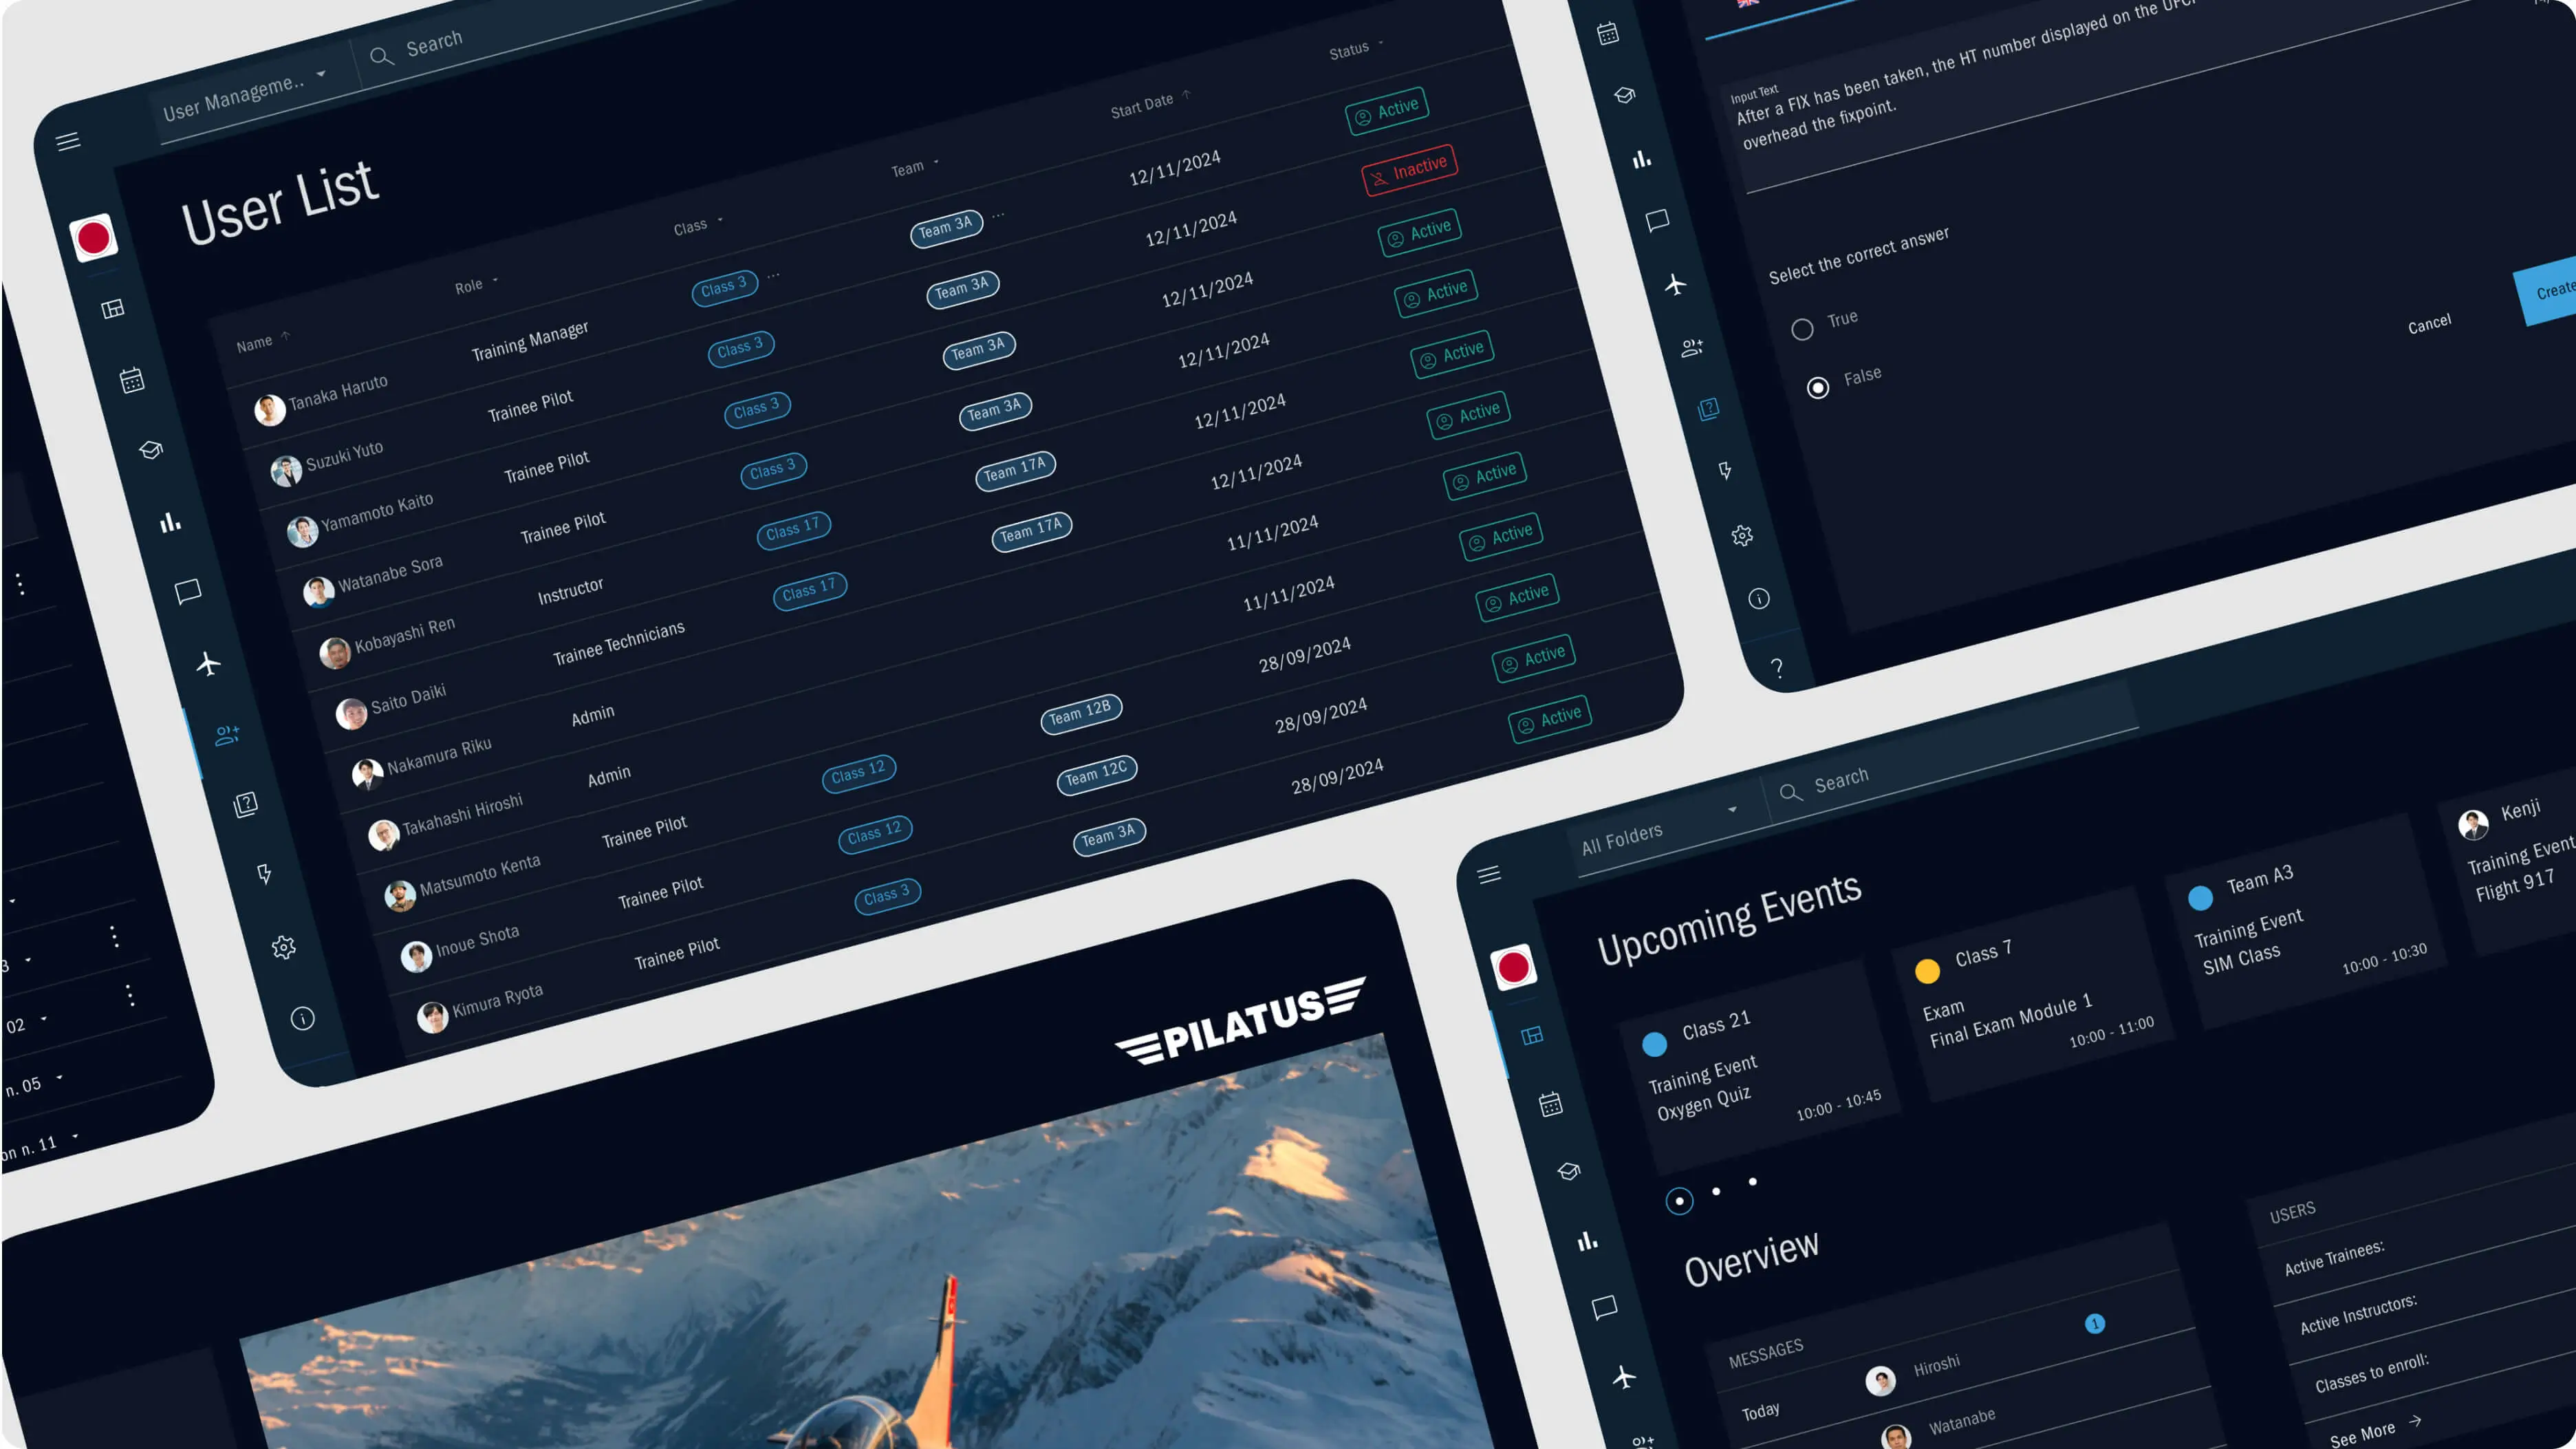 User Manageme..
Search
User List
Name
Role
Class
Team
Start Date
Status
Tanaka Haruto
Training Manager
Class 3
...
Team 3A
...
12/11/2024
Active
Suzuki Yuto
Trainee Pilot
Class 3
Team 3A
12/11/2024
Inactive
Yamamoto Kaito
Trainee Pilot
Class 3
Team 3A
12/11/2024
Active
Watanabe Sora
Trainee Pilot
Class 3
Team 3A
12/11/2024
Active
Kobayashi Ren
Instructor
Class 17
Team 17A
12/11/2024
Active
Saito Daiki
Trainee Technicians
Class 17
Team 17A
12/11/2024
Active
Nakamura Riku
Admin
11/11/2024
Active
Takahashi Hiroshi
Admin
11/11/2024
Active
Matsumoto Kenta
Trainee Pilot
Class 12
Team 12B
28/09/2024
Active
Inoue Shota
Trainee Pilot
Class 12
Team 12C
28/09/2024
Active
Kimura Ryota
Trainee Pilot
Class 3
Team 3A
28/09/2024
Active
Input Text
After a FIX has been taken, the HT number displayed on the
overhead the fixpoint.
Select the correct answer
True
False
Cancel
Create
?
3
02
n. 05
on n. 11
PILATUS
All Folders
Search
Upcoming Events
Class 21
Training Event
Oxygen Quiz
10:00 - 10:45
Class 7
Exam
Final Exam Module 1
10:00 - 11:00
Team A3
Training Event
SIM Class
10:00 - 10:30
Kenji
Training Event
Flight 917
Overview
MESSAGES
Today
Hiroshi
1
Watanabe
USERS
Active Trainees:
Active Instructors:
Classes to enroll:
See More